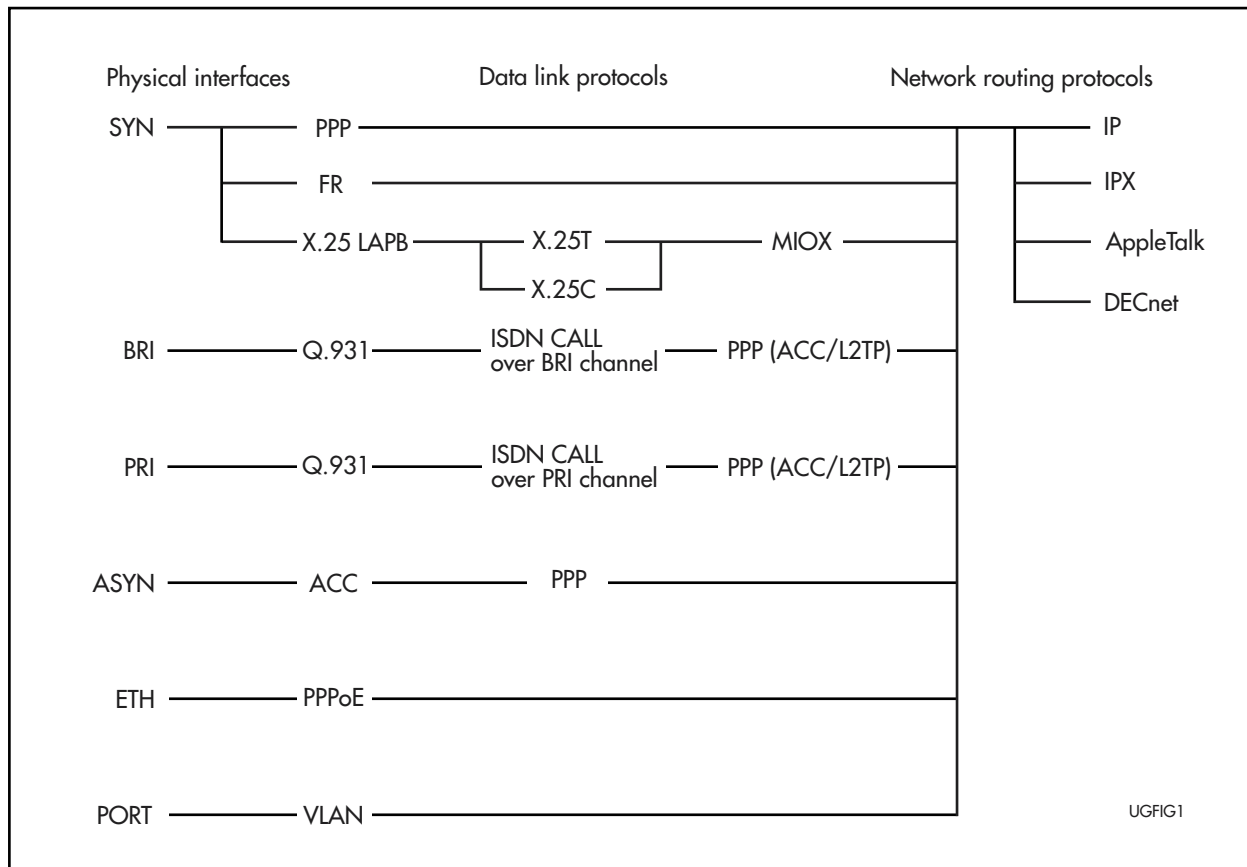 Physical interfaces Data link protocols Network routing protocols
SYN PPP IP
FR IPX
X.25 LAPB X.25T MIOX AppleTalk
X.25C
DECnet
BRI Q.931 ISDN CALL
over BRI channel PPP (ACC/L2TP)
PRI Q.931 ISDN CALL
over PRI channel PPP (ACC/L2TP)
ASYN ACC PPP
ETH PPPoE
PORT VLAN UGFIG1